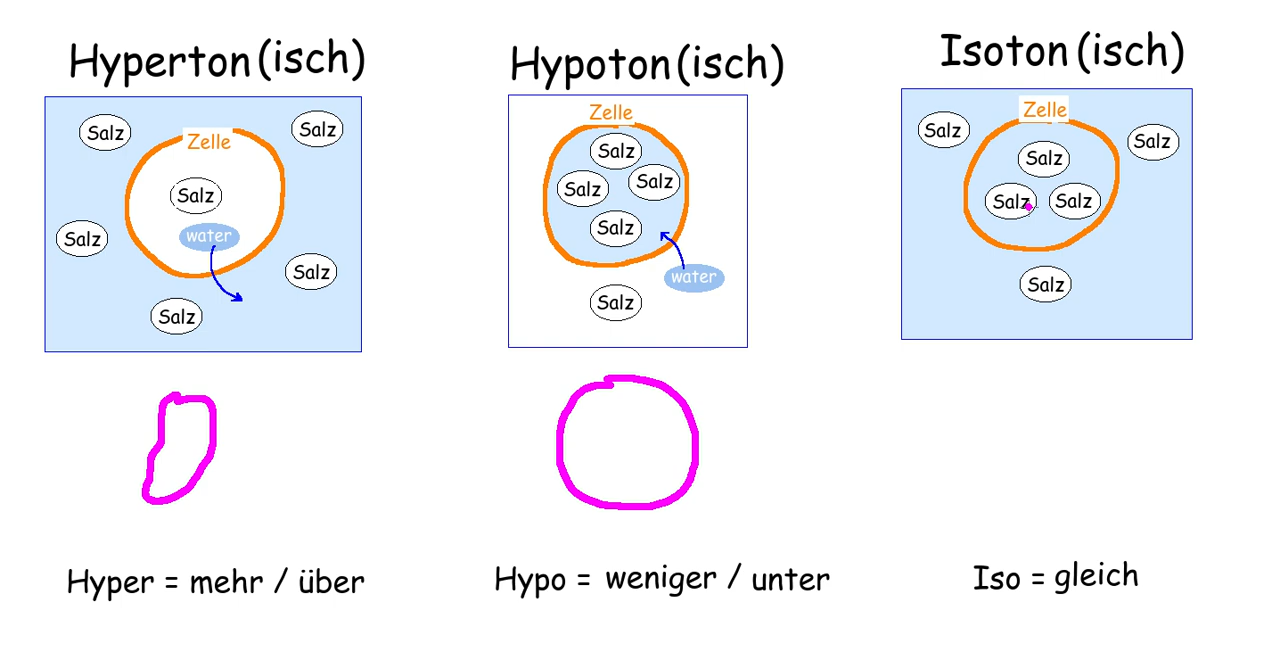 Hyperton (isch)
Zelle
Salz
Salz
Salz
water
Salz
Salz
Salz
Hyper = mehr / über
Hypoton (isch)
Zelle
Salz
Salz
Salz
Salz
water
Salz
Hypo = weniger / unter
Isoton (isch)
Zelle
Salz
Salz
Salz
Salz
Salz
Salz
Iso = gleich